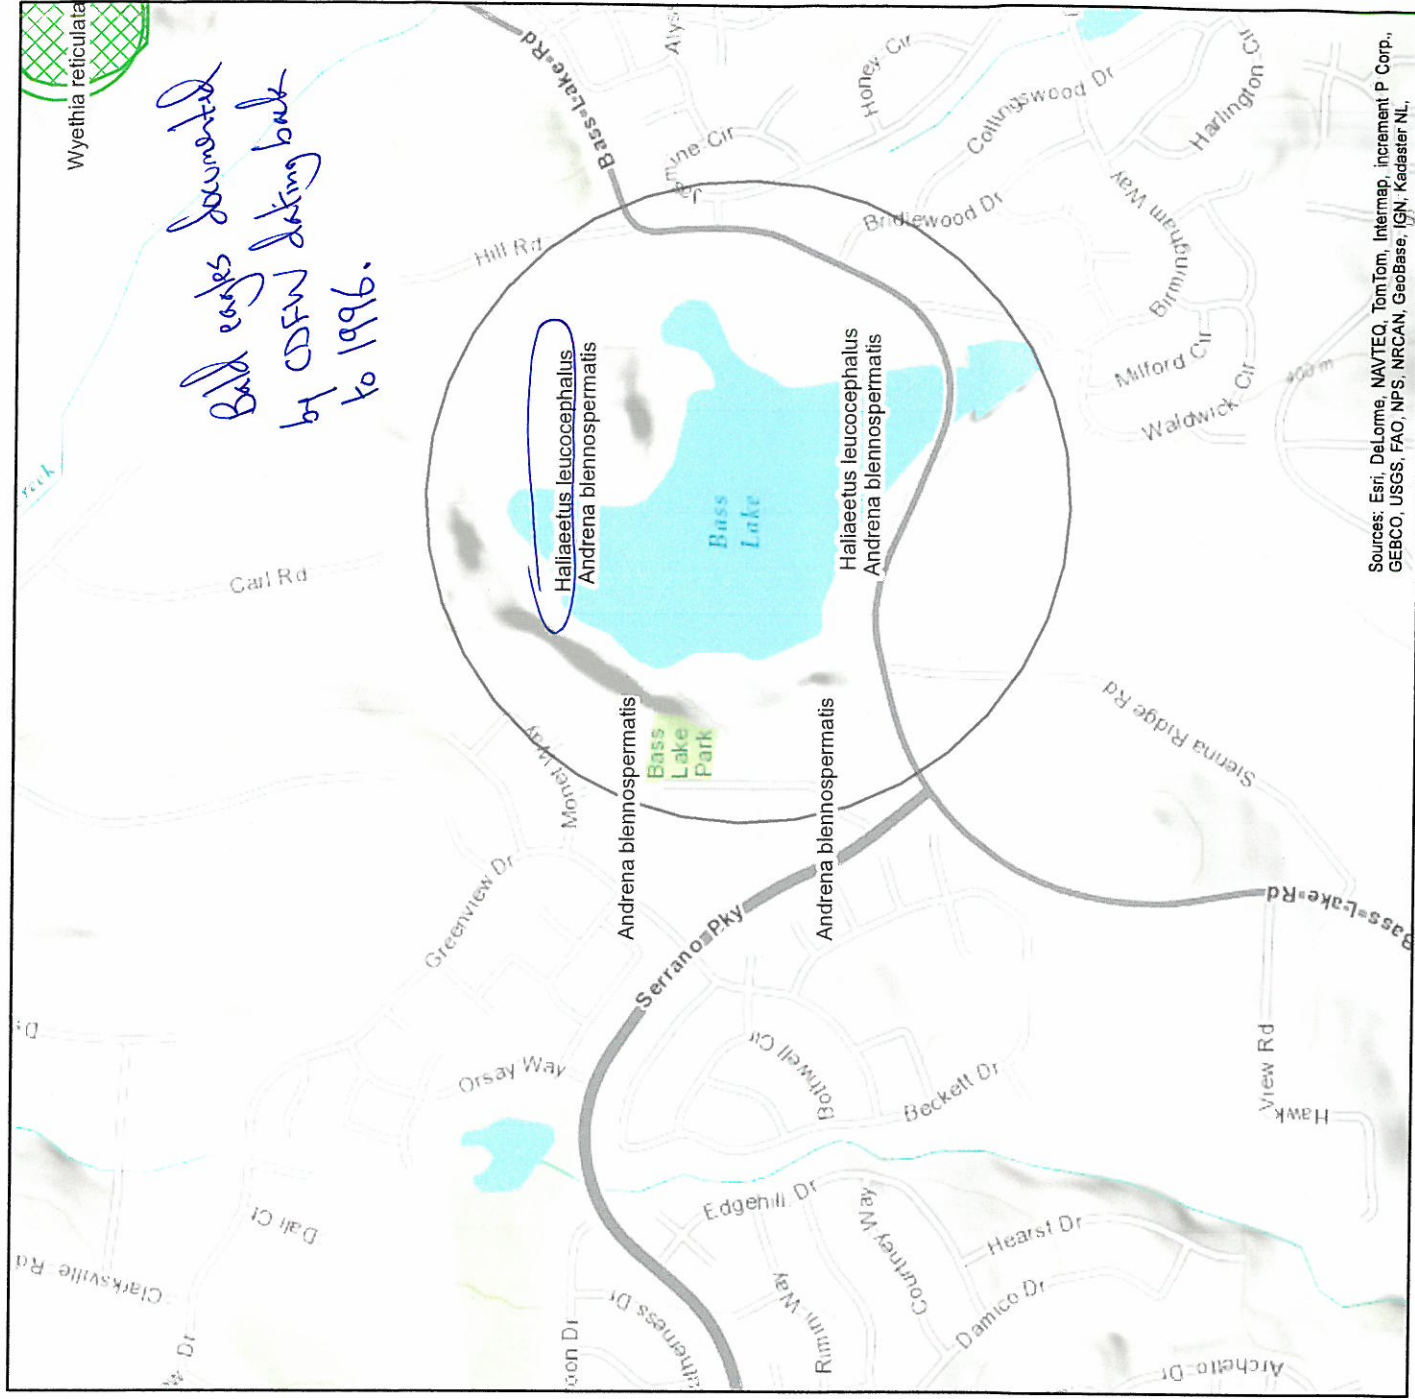 Wyethia reticulata
Bald eagles documented
by CDFW dating back
to 1996.
Bass-Lake-Rd
Honey-Cir
Collingswood Dr
Harlington Cir
Hill Rd
Bridlewood Dr
Birmingham Way
Milford Cir
Waldwick-Cir
400 m
Carl Rd
Haliaeetus leucocephalus
Andrena blennospermatis
Bass
Lake
Haliaeetus leucocephalus
Andrena blennospermatis
Monet Way
Andrena blennospermatis
Bass
Lake
Park
Andrena blennospermatis
Sienna Ridge Rd
Greenview Dr
Serrano Pky
Bass-Lake-Rd
Orsay Way
Bothwell Cir
Beckett Dr
Hawk
View Rd
Dali Ct
Clarksville Rd
Edgehill Dr
Courtney Way
Hearst Dr
Rimini Way
Damico Dr
Archetto Dr
Sources: Esri, DeLorme, NAVTEQ, TomTom, Intermap, increment P Corp.,
GEBCO, USGS, FAO, NPS, NRCAN, GeoBase, IGN, Kadaster NL,